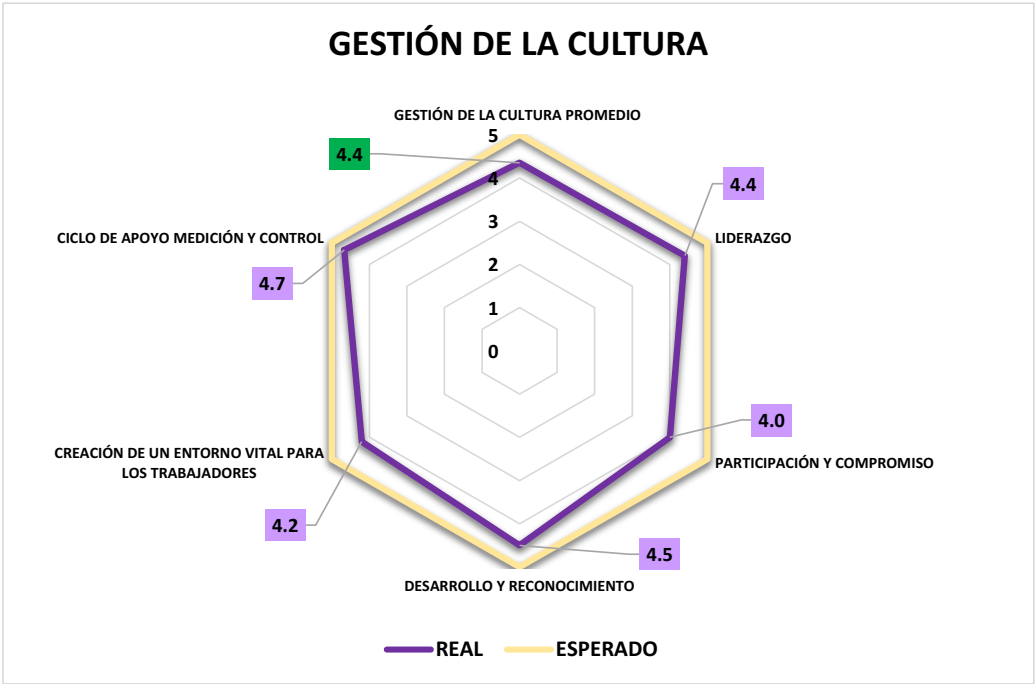 GESTIÓN DE LA CULTURA
GESTIÓN DE LA CULTURA PROMEDIO
5
4.4
4
4.4
3
CICLO DE APOYO MEDICIÓN Y CONTROL
LIDERAZGO
4.7
2
1
0
4.0
CREACIÓN DE UN ENTORNO VITAL PARA
LOS TRABAJADORES
PARTICIPACIÓN Y COMPROMISO
4.2
4.5
DESARROLLO Y RECONOCIMIENTO
REAL
ESPERADO